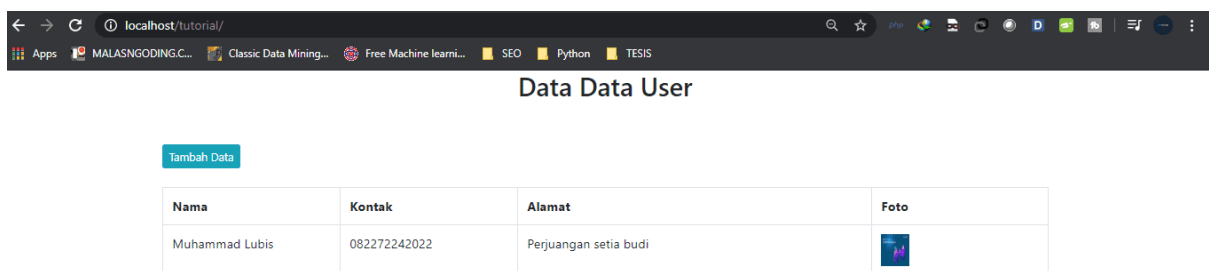 localhost/tutorial/
php
D
Apps MALASNGODING.C... Classic Data Mining... Free Machine learni... SEO Python TESIS
Data Data User
Tambah Data
Nama Kontak Alamat Foto
Muhammad Lubis 082272242022 Perjuangan setia budi